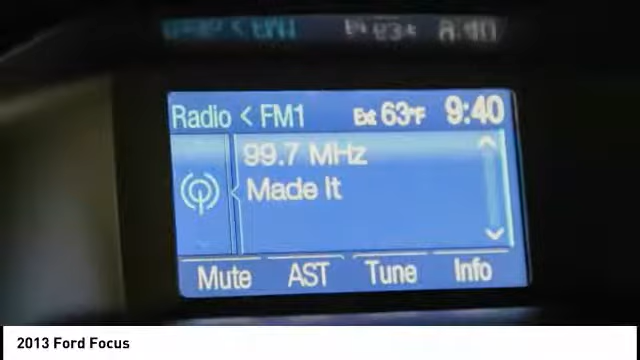 Radio < FM1 Ext 63°F 9:40
99.7 MHz
Made It
Mute AST Tune Info
2013 Ford Focus